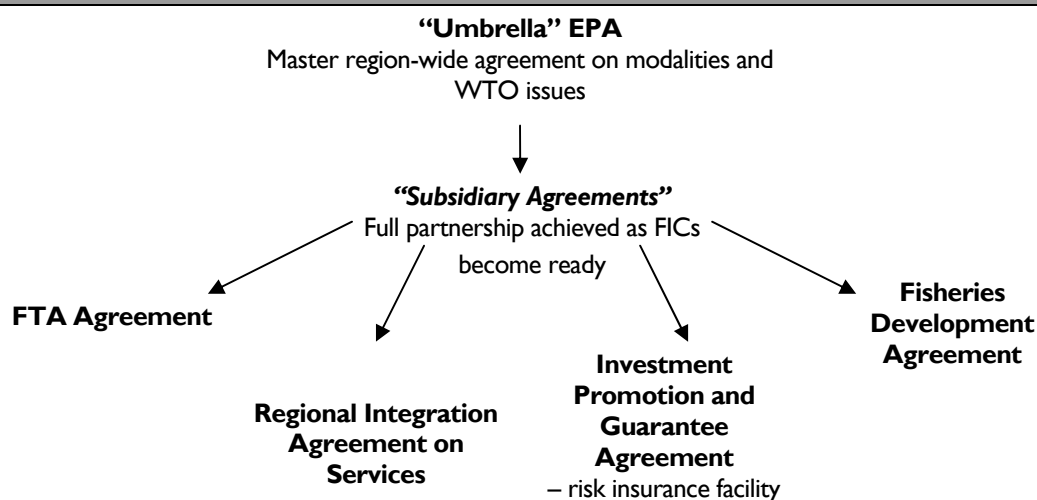 “Umbrella” EPA
Master region-wide agreement on modalities and
WTO issues
“Subsidiary Agreements”
Full partnership achieved as FICs
become ready
FTA Agreement
Regional Integration
Agreement on
Services
Investment
Promotion and
Guarantee
Agreement
– risk insurance facility
Fisheries
Development
Agreement